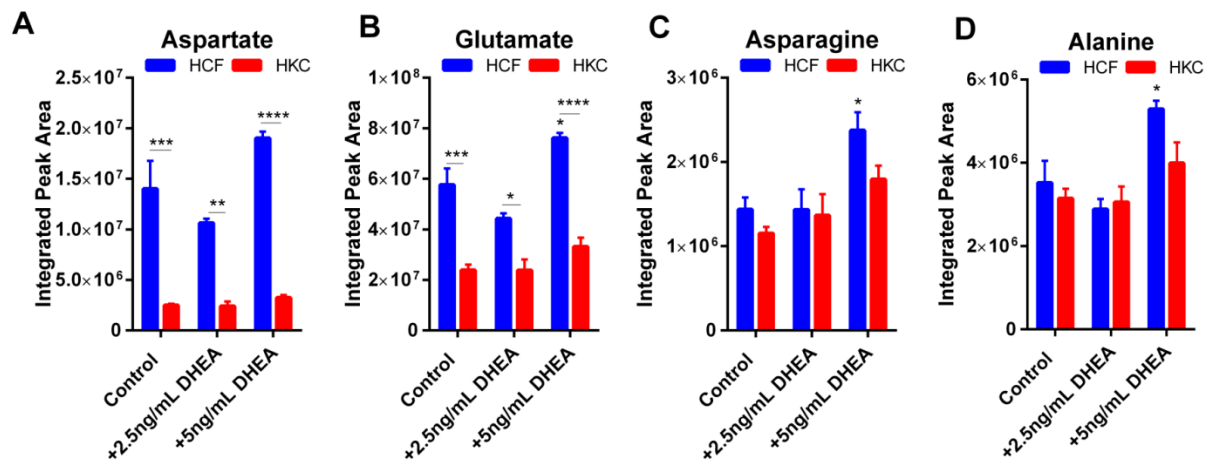 A
Aspartate
HCF HKC
Integrated Peak Area
2.5×10⁷
2.0×10⁷
1.5×10⁷
1.0×10⁷
5.0×10⁶
0
***
**
****
Control
+2.5ng/mL DHEA
+5ng/mL DHEA
B
Glutamate
HCF HKC
Integrated Peak Area
1×10⁸
8×10⁷
6×10⁷
4×10⁷
2×10⁷
0
***
*
****
*
Control
+2.5ng/mL DHEA
+5ng/mL DHEA
C
Asparagine
HCF HKC
Integrated Peak Area
3×10⁶
2×10⁶
1×10⁶
0
*
Control
+2.5ng/mL DHEA
+5ng/mL DHEA
D
Alanine
HCF HKC
Integrated Peak Area
6×10⁶
4×10⁶
2×10⁶
0
*
Control
+2.5ng/mL DHEA
+5ng/mL DHEA